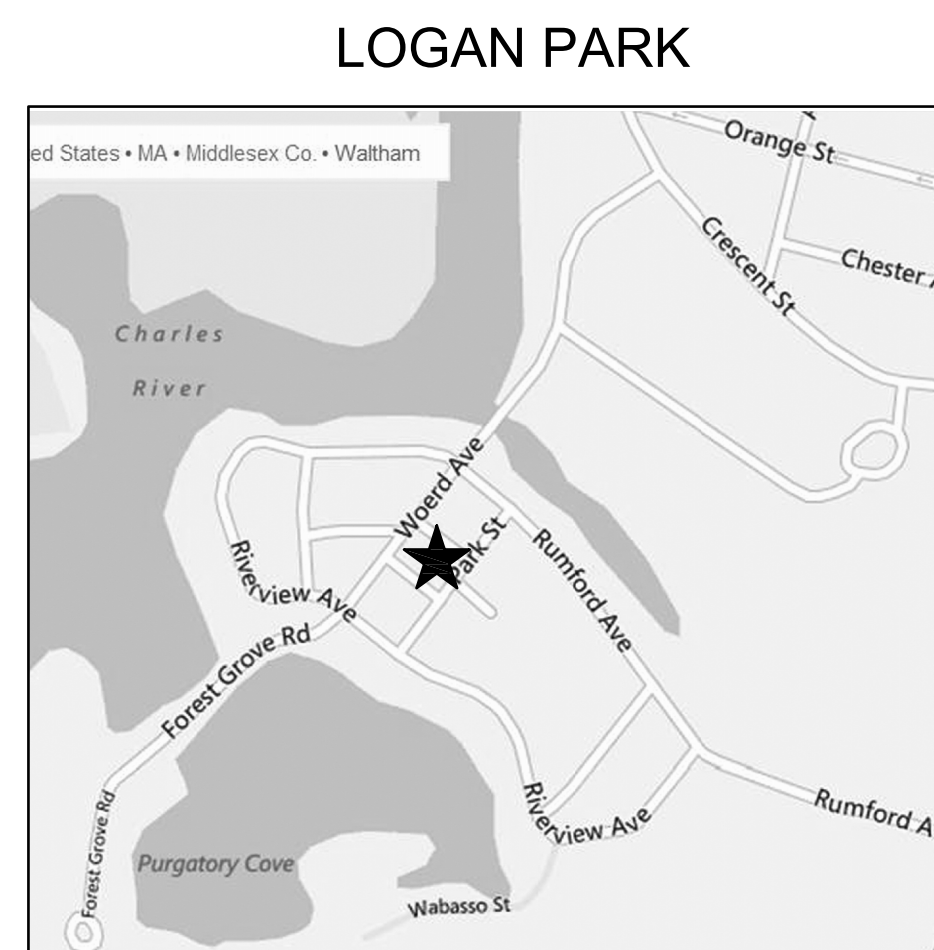 LOGAN PARK
ed States • MA • Middlesex Co. • Waltham
Orange St
Crescent St
Chester
Charles
River
Woerd Ave
Park St
Rumford Ave
Riverview Ave
Forest Grove Rd
Forest Grove Rd
Riverview Ave
Rumford A
Purgatory Cove
Wabasso St